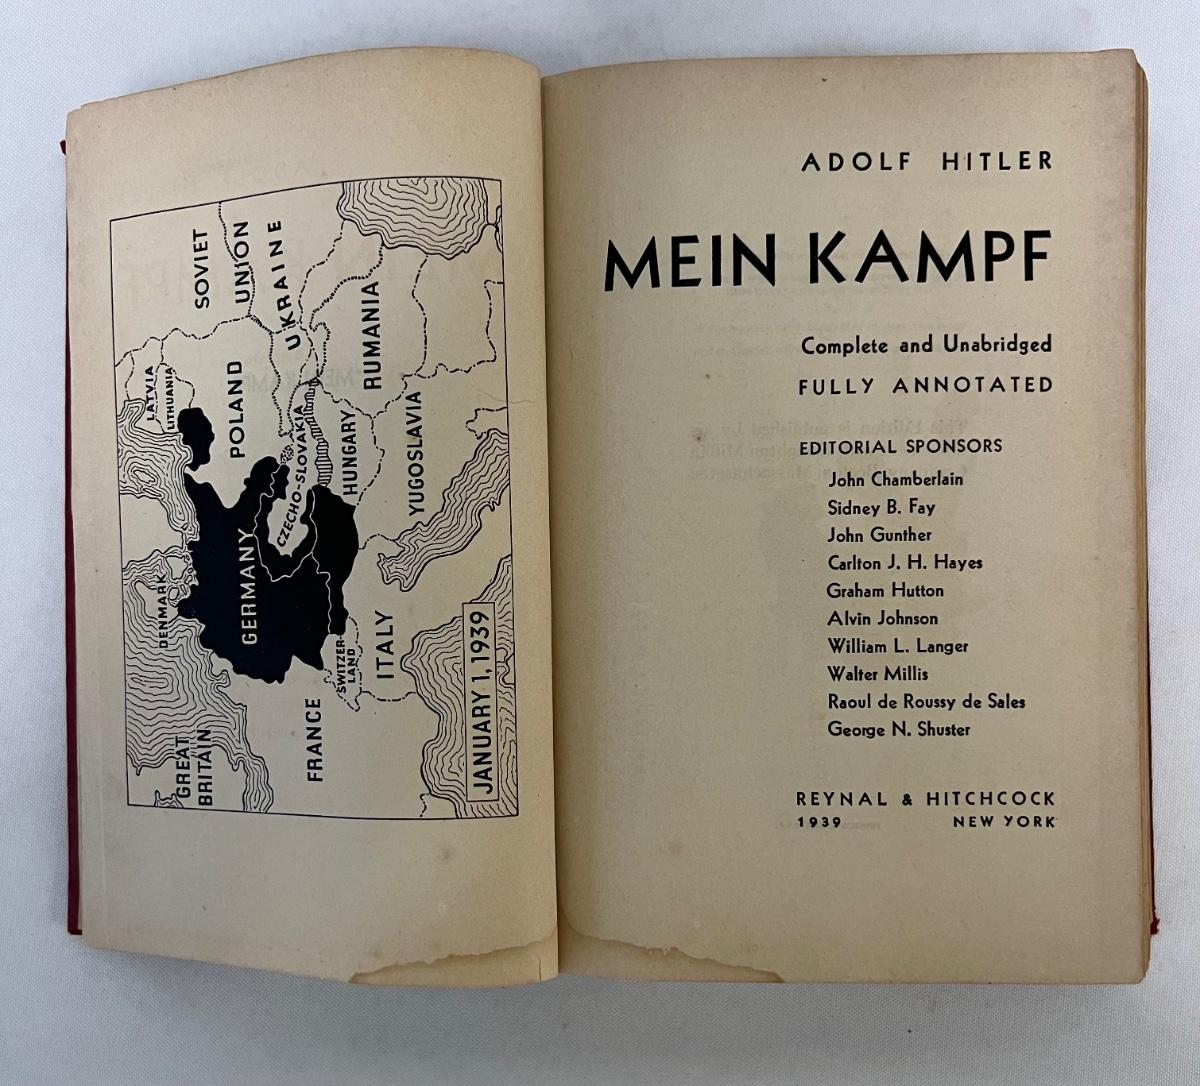 SOVIET
UNION
UKRAINE
LATVIA
LITHUANIA
POLAND
RUMANIA
CZECHO-SLOVAKIA
HUNGARY
YUGOSLAVIA
DENMARK
GERMANY
SWITZER-
LAND
ITALY
GREAT
BRITAIN
FRANCE
JANUARY 1, 1939
ADOLF HITLER
MEIN KAMPF
Complete and Unabridged
FULLY ANNOTATED
EDITORIAL SPONSORS
John Chamberlain
Sidney B. Fay
John Gunther
Carlton J. H. Hayes
Graham Hutton
Alvin Johnson
William L. Langer
Walter Millis
Raoul de Roussy de Sales
George N. Shuster
REYNAL & HITCHCOCK
1939 NEW YORK